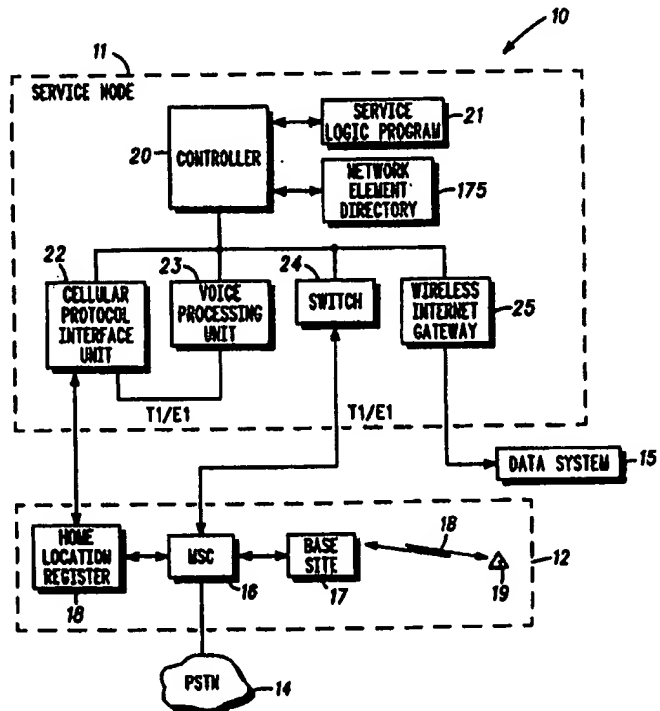 10
11
SERVICE NODE
20
CONTROLLER
SERVICE
LOGIC PROGRAM
21
NETWORK
ELEMENT
DIRECTORY
175
22
CELLULAR
PROTOCOL
INTERFACE
UNIT
23
VOICE
PROCESSING
UNIT
24
SWITCH
WIRELESS
INTERNET
GATEWAY
25
T1/E1
T1/E1
DATA SYSTEM
15
HOME
LOCATION
REGISTER
18
MSC
16
BASE
SITE
17
18
19
12
PSTN
14